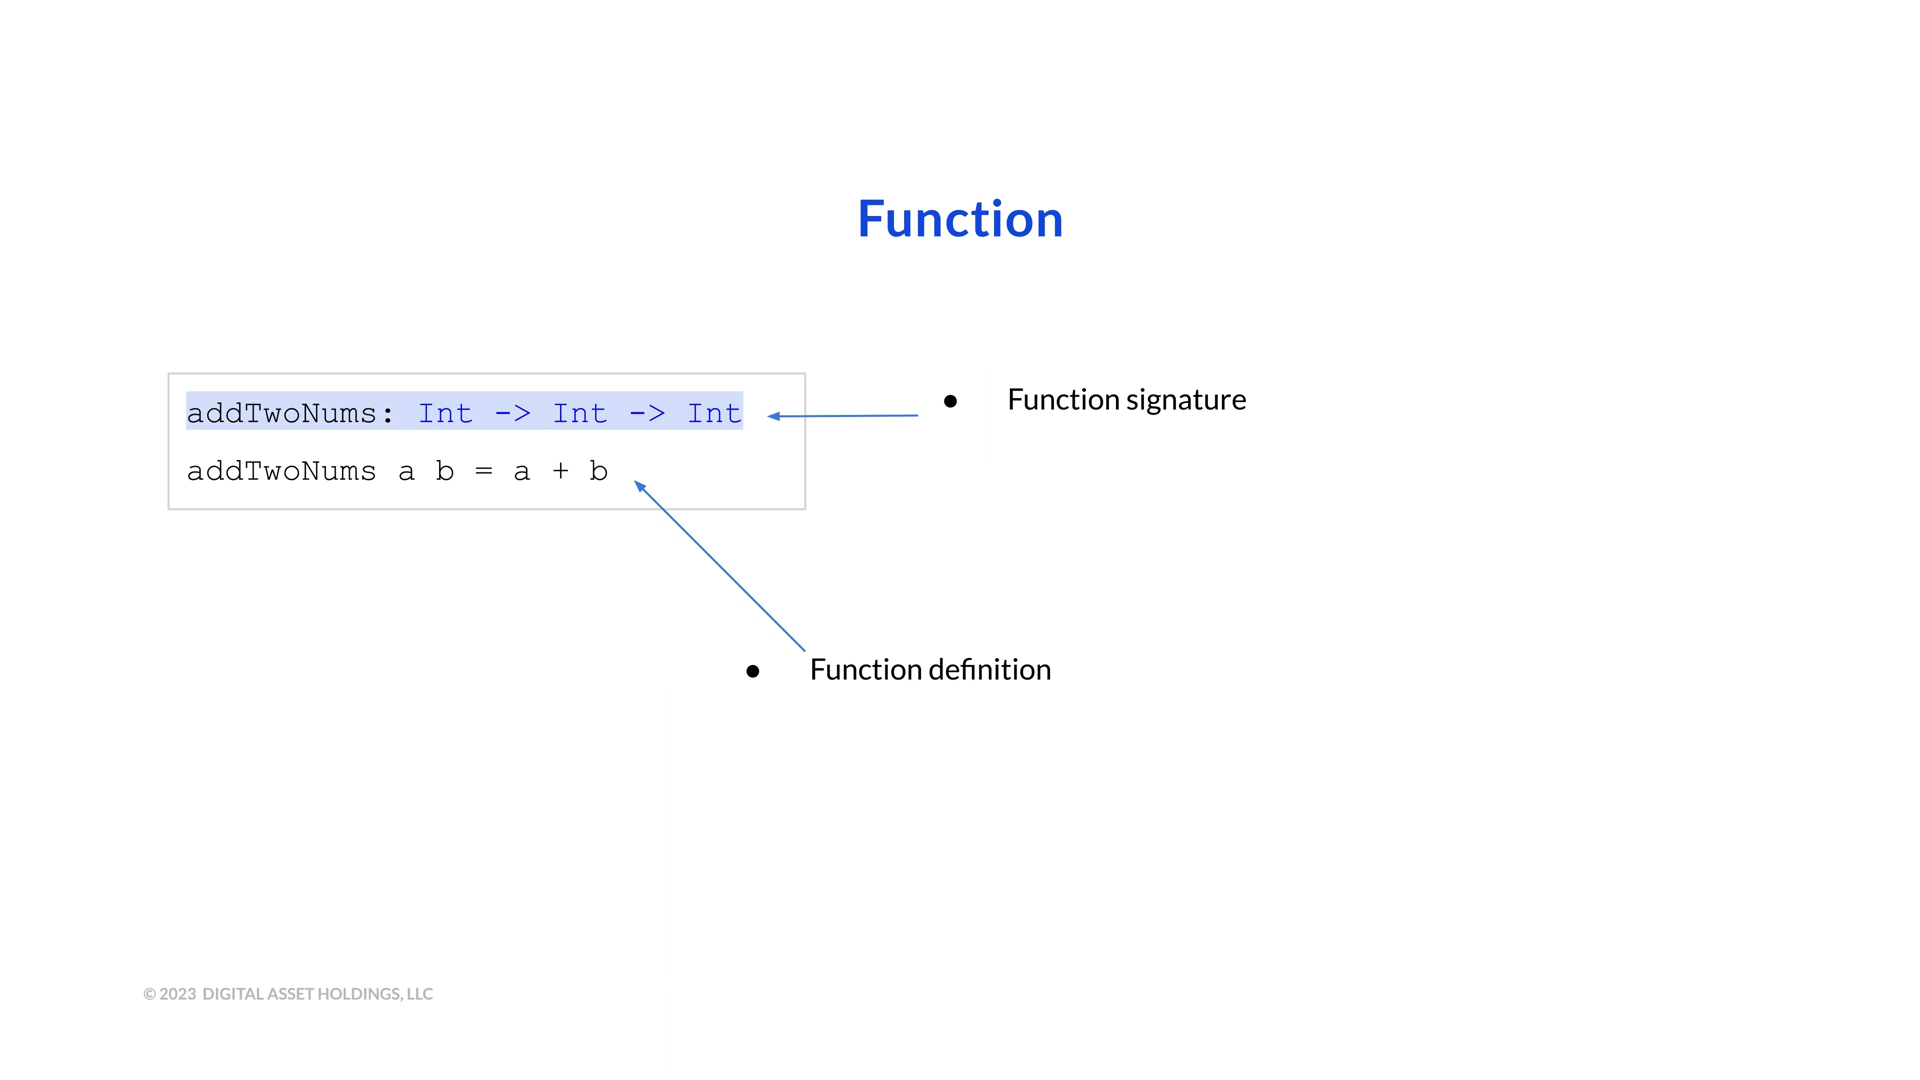 Function
addTwoNums: Int -> Int -> Int
addTwoNums a b = a + b
● Function signature
● Function definition
© 2023 DIGITAL ASSET HOLDINGS, LLC